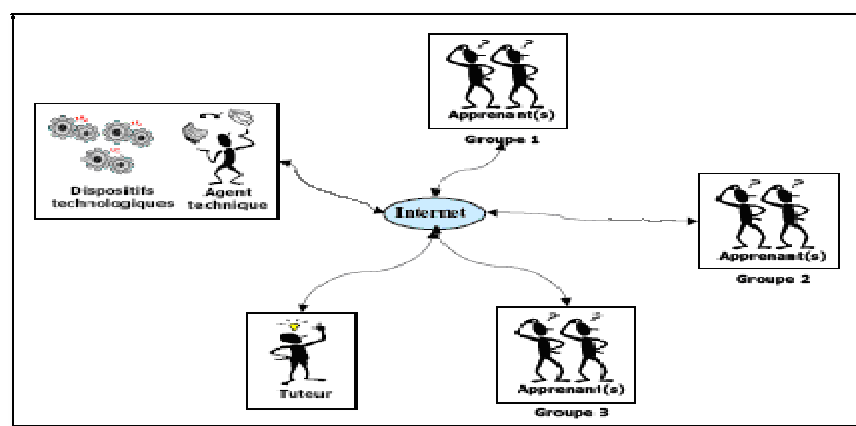 Apprenant(s)
Groupe 1
Dispositifs
technologiques
Agent
technique
Internet
Apprenant(s)
Groupe 2
Tuteur
Apprenant(s)
Groupe 3